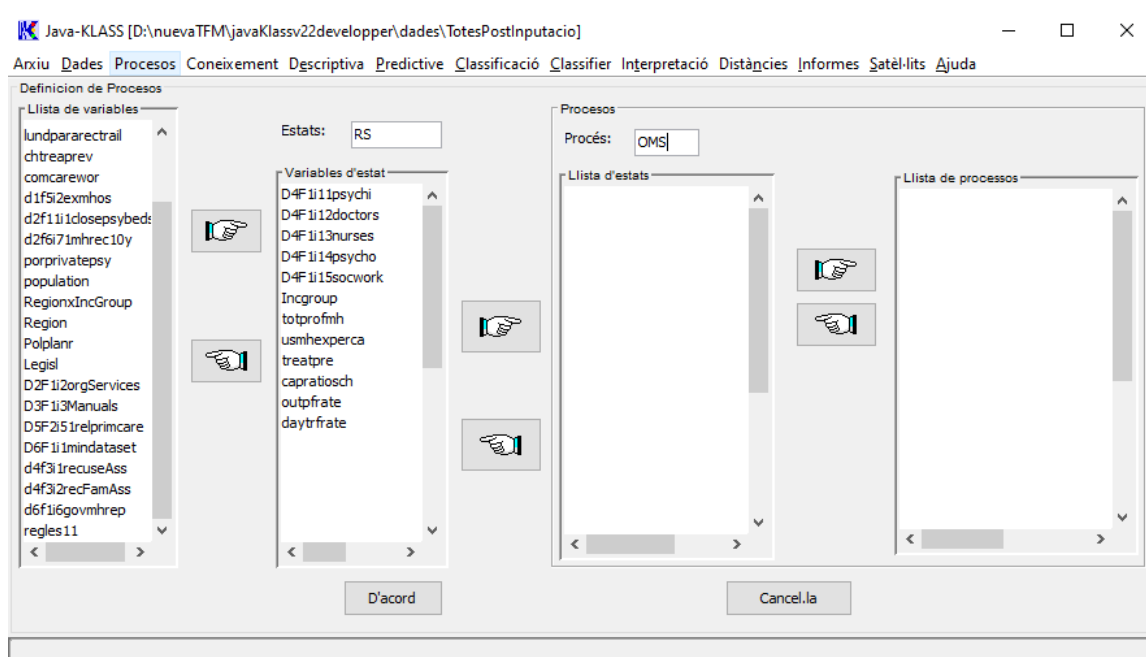 Java-KLASS [D:\nuevaTFM\javaKlassv22developper\dades\TotesPostInputacio]
Arxiu Dades Procesos Coneixement Descriptiva Predictive Classificació Classifier Interpretació Distàncies Informes Satèl·lits Ajuda
Definicion de Procesos
Llista de variables
lundpararectrail
chtreaprev
comcarewor
d1f5i2exmhos
d2f11i1closepsybeds
d2f6i71mhrec10y
porprivatepsy
population
RegionxIncGroup
Region
Polplanr
Legisl
D2F1i2orgServices
D3F1i3Manuals
D5F2i51relprimcare
D6F1i1mindataset
d4f3i1recuseAss
d4f3i2recFamAss
d6f1i6govmhrep
regles11
Estats: RS
Variables d'estat
D4F1i11psychi
D4F1i12doctors
D4F1i13nurses
D4F1i14psycho
D4F1i15socwork
Incgroup
totprofmh
usmhexperca
treatpre
capratiosch
outpfrate
daytrfrate
Procesos
Procés: OMS
Llista d'estats
Llista de processos
D'acord
Cancel.la